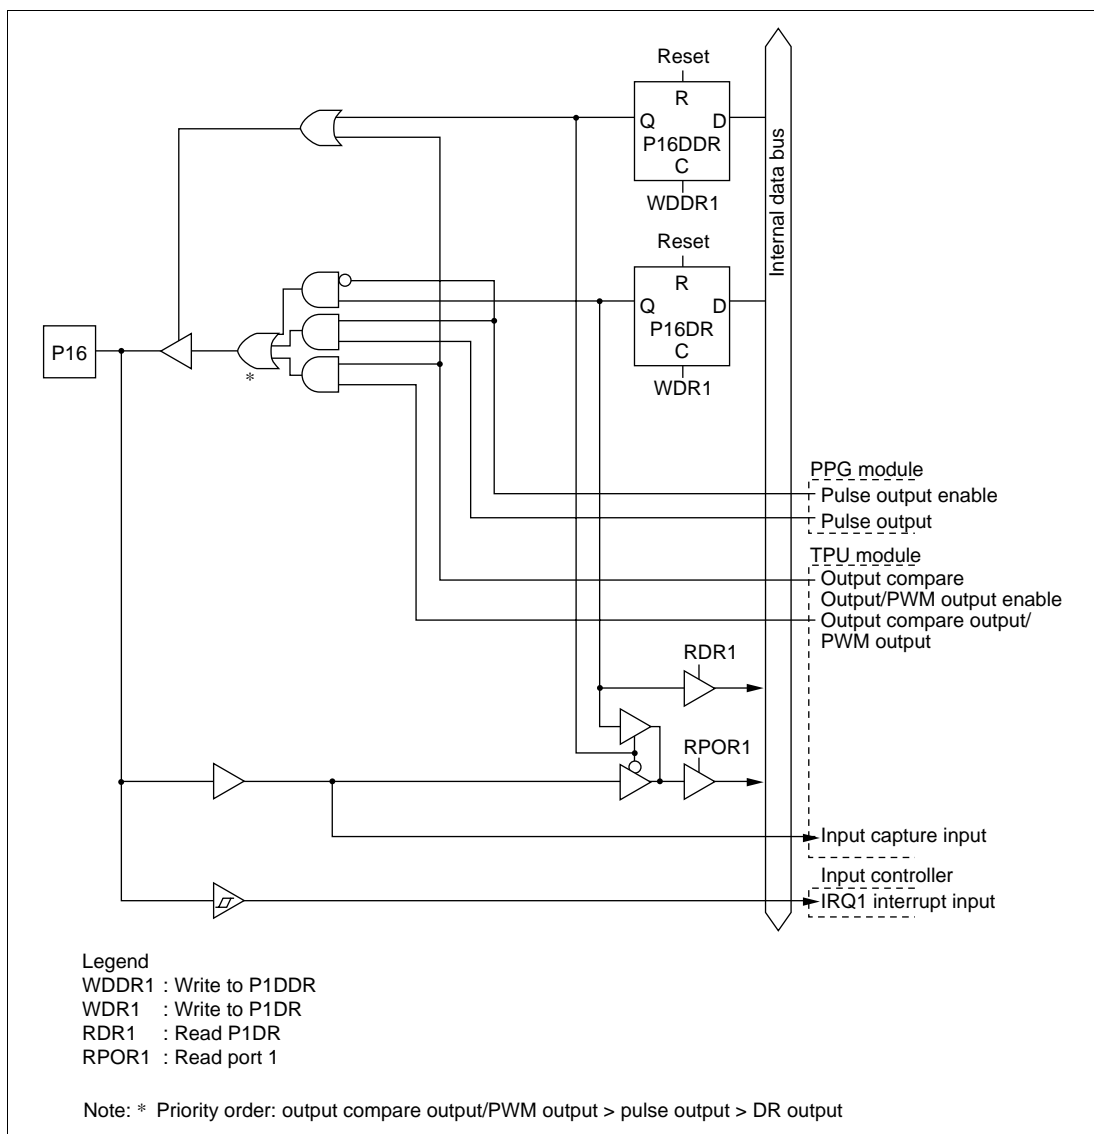 Reset
R
Q D
P16DDR
C
WDDR1
Internal data bus
Reset
R
Q D
P16DR
C
WDR1
P16
*
PPG module
Pulse output enable
Pulse output
TPU module
Output compare
Output/PWM output enable
Output compare output/
PWM output
RDR1
RPOR1
Input capture input
Input controller
IRQ1 interrupt input
Legend
WDDR1 : Write to P1DDR
WDR1 : Write to P1DR
RDR1 : Read P1DR
RPOR1 : Read port 1
Note: * Priority order: output compare output/PWM output > pulse output > DR output